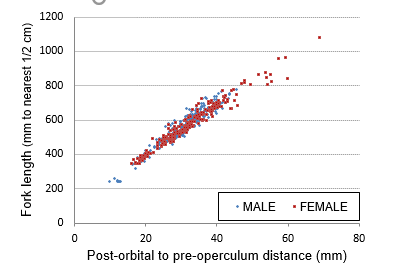 Fork length (mm to nearest 1/2 cm)
1200
1000
800
600
400
200
0
MALE FEMALE
0 20 40 60 80
Post-orbital to pre-operculum distance (mm)